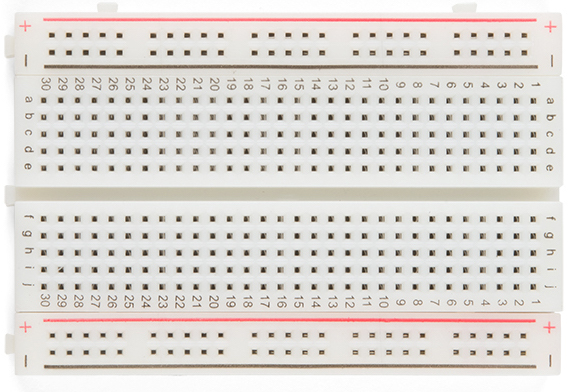 + +
− −
30 29 28 27 26 25 24 23 22 21 20 19 18 17 16 15 14 13 12 11 10 9 8 7 6 5 4 3 2 1
a a
b b
c c
d d
e e
f f
g g
h h
i i
j j
30 29 28 27 26 25 24 23 22 21 20 19 18 17 16 15 14 13 12 11 10 9 8 7 6 5 4 3 2 1
+ +
− −